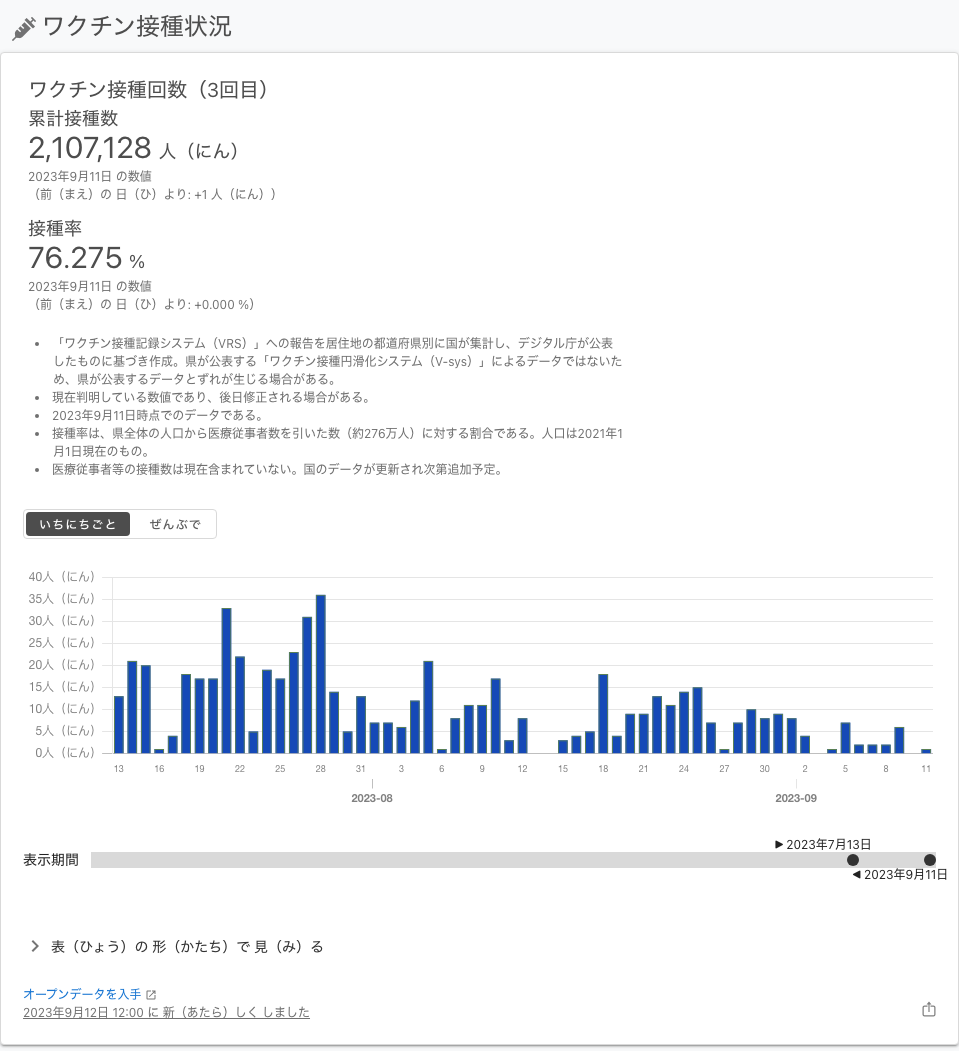 ワクチン接種状況
ワクチン接種回数（3回目）
累計接種数
2,107,128 人（にん）
2023年9月11日 の数値
（前（まえ）の 日（ひ）より: +1 人（にん））
接種率
76.275 %
2023年9月11日 の数値
（前（まえ）の 日（ひ）より: +0.000 %）
• 「ワクチン接種記録システム（VRS）」への報告を居住地の都道府県別に国が集計し、デジタル庁が公表
したものに基づき作成。県が公表する「ワクチン接種円滑化システム（V-sys）」によるデータではないた
め、県が公表するデータとずれが生じる場合がある。
• 現在判明している数値であり、後日修正される場合がある。
• 2023年9月11日時点でのデータである。
• 接種率は、県全体の人口から医療従事者数を引いた数（約276万人）に対する割合である。人口は2021年1
月1日現在のもの。
• 医療従事者等の接種数は現在含まれていない。国のデータが更新され次第追加予定。
いちにちごと ぜんぶで
40人（にん）
35人（にん）
30人（にん）
25人（にん）
20人（にん）
15人（にん）
10人（にん）
5人（にん）
0人（にん）
13 16 19 22 25 28 31 3 6 9 12 15 18 21 24 27 30 2 5 8 11
2023-08 2023-09
2023年7月13日
表示期間
2023年9月11日
表（ひょう）の 形（かたち）で 見（み）る
オープンデータを入手
2023年9月12日 12:00 に 新（あたら）しく しました